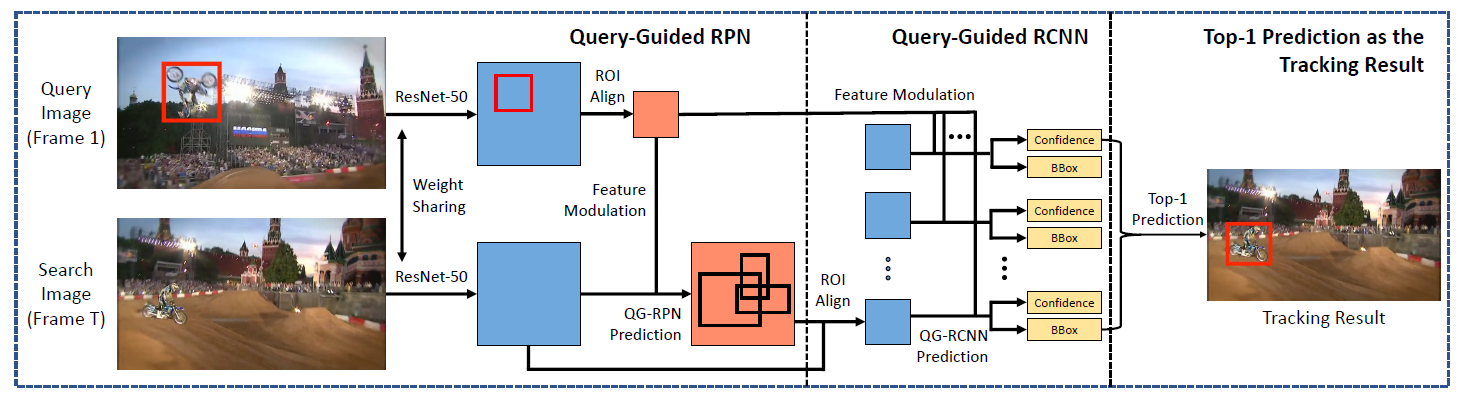 Query-Guided RPN
Query-Guided RCNN
Top-1 Prediction as the
Tracking Result
Query
Image
(Frame 1)
МОСКВА
ResNet-50
ROI
Align
Feature Modulation
Weight
Sharing
Feature
Modulation
Search
Image
(Frame T)
ResNet-50
QG-RPN
Prediction
ROI
Align
Confidence
BBox
Confidence
BBox
Confidence
BBox
QG-RCNN
Prediction
Top-1
Prediction
Tracking Result